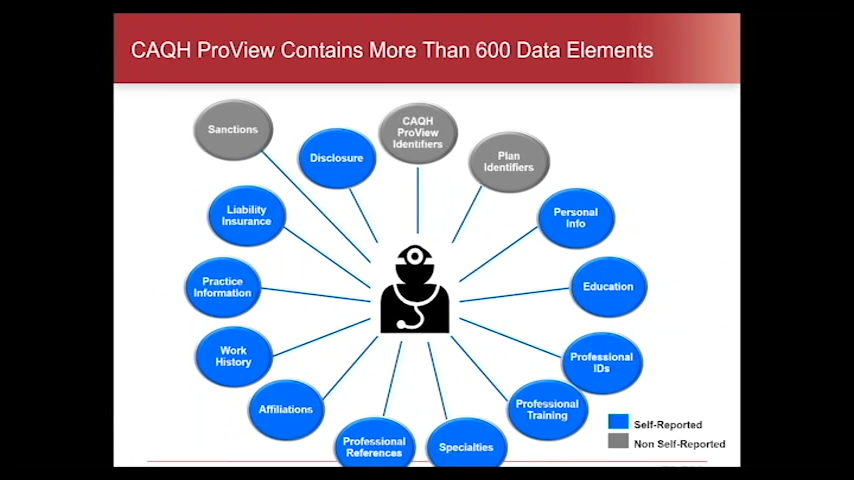 CAQH ProView Contains More Than 600 Data Elements
Sanctions
Disclosure
CAQH
ProView
Identifiers
Plan
Identifiers
Liability
Insurance
Personal
Info
Practice
Information
Education
Work
History
Professional
IDs
Affiliations
Professional
Training
Professional
References
Specialties
Self-Reported
Non Self-Reported